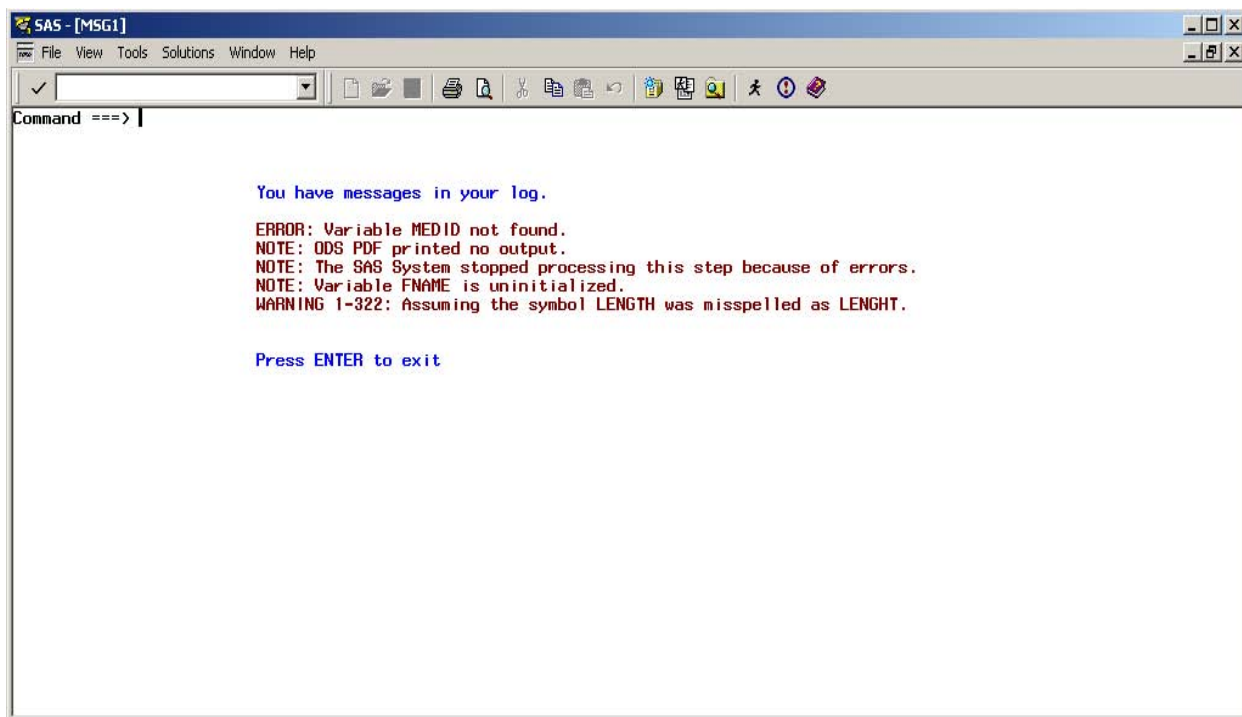 SAS - [MSG1]
File View Tools Solutions Window Help
Command ===>
You have messages in your log.
ERROR: Variable MEDID not found.
NOTE: ODS PDF printed no output.
NOTE: The SAS System stopped processing this step because of errors.
NOTE: Variable FNAME is uninitialized.
WARNING 1-322: Assuming the symbol LENGTH was misspelled as LENGHT.
Press ENTER to exit